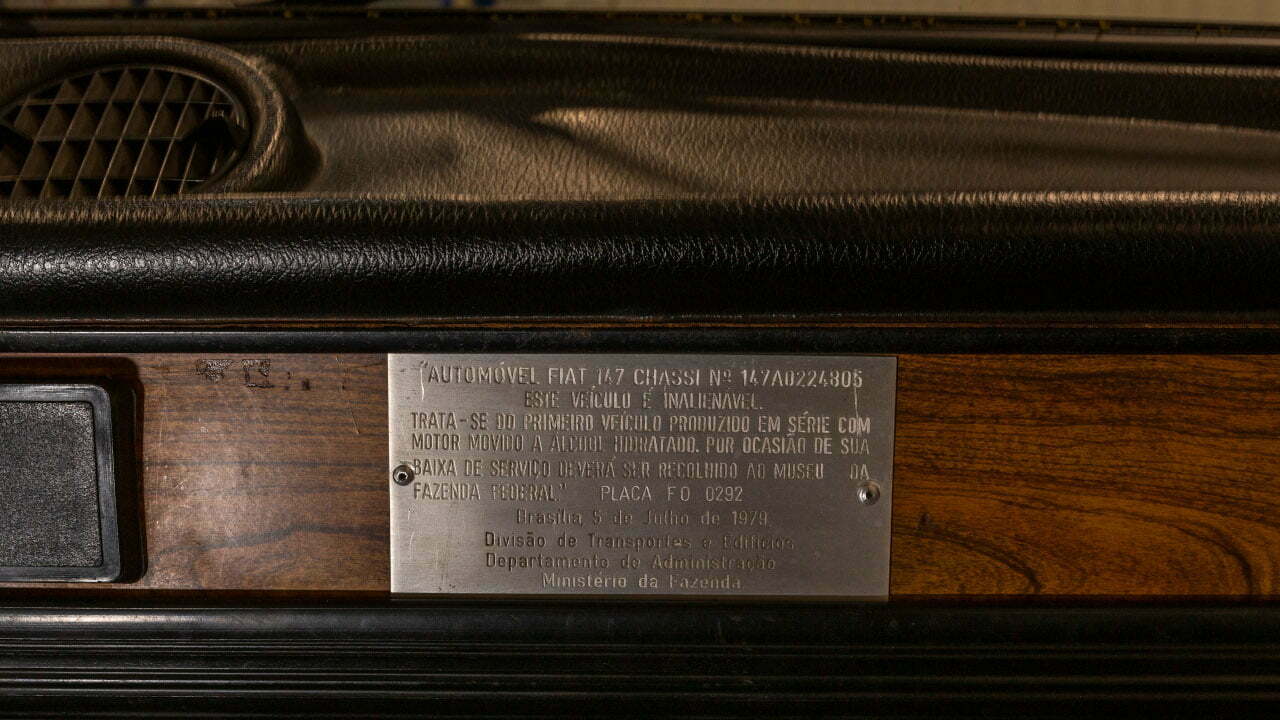 "AUTOMÓVEL FIAT 147 CHASSI Nº 147A0224805
ESTE VEÍCULO É INALIENÁVEL.
TRATA-SE DO PRIMEIRO VEÍCULO PRODUZIDO EM SÉRIE COM
MOTOR MOVIDO A ÁLCOOL HIDRATADO. POR OCASIÃO DE SUA
BAIXA DE SERVIÇO DEVERÁ SER RECOLHIDO AO MUSEU DA
FAZENDA FEDERAL." PLACA FO 0292
Brasília, 5 de Julho de 1979
Divisão de Transportes e Edifícios
Departamento de Administração
Ministério da Fazenda